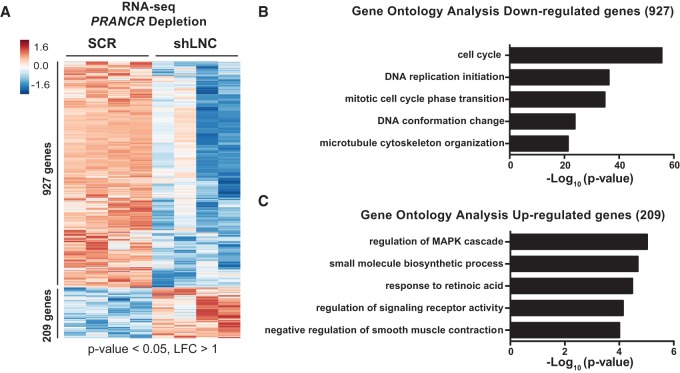 A
RNA-seq
PRANCR Depletion
1.6
0.0
-1.6
SCR
shLNC
927 genes
209 genes
p-value < 0.05, LFC > 1
B
Gene Ontology Analysis Down-regulated genes (927)
cell cycle
DNA replication initiation
mitotic cell cycle phase transition
DNA conformation change
microtubule cytoskeleton organization
0 20 40 60
-Log10 (p-value)
C
Gene Ontology Analysis Up-regulated genes (209)
regulation of MAPK cascade
small molecule biosynthetic process
response to retinoic acid
regulation of signaling receptor activity
negative regulation of smooth muscle contraction
0 2 4 6
-Log10 (p-value)